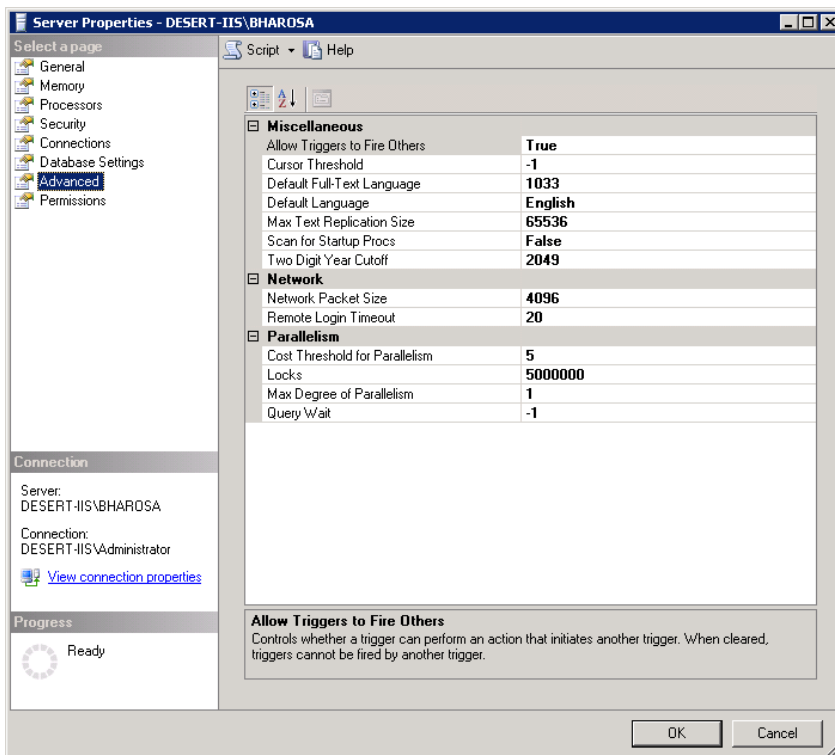 Server Properties - DESERT-IIS\BHAROSA
Select a page
General
Memory
Processors
Security
Connections
Database Settings
Advanced
Permissions
Script
Help
Miscellaneous
Allow Triggers to Fire Others True
Cursor Threshold -1
Default Full-Text Language 1033
Default Language English
Max Text Replication Size 65536
Scan for Startup Procs False
Two Digit Year Cutoff 2049
Network
Network Packet Size 4096
Remote Login Timeout 20
Parallelism
Cost Threshold for Parallelism 5
Locks 5000000
Max Degree of Parallelism 1
Query Wait -1
Connection
Server:
DESERT-IIS\BHAROSA
Connection:
DESERT-IIS\Administrator
View connection properties
Progress
Ready
Allow Triggers to Fire Others
Controls whether a trigger can perform an action that initiates another trigger. When cleared,
triggers cannot be fired by another trigger.
OK Cancel